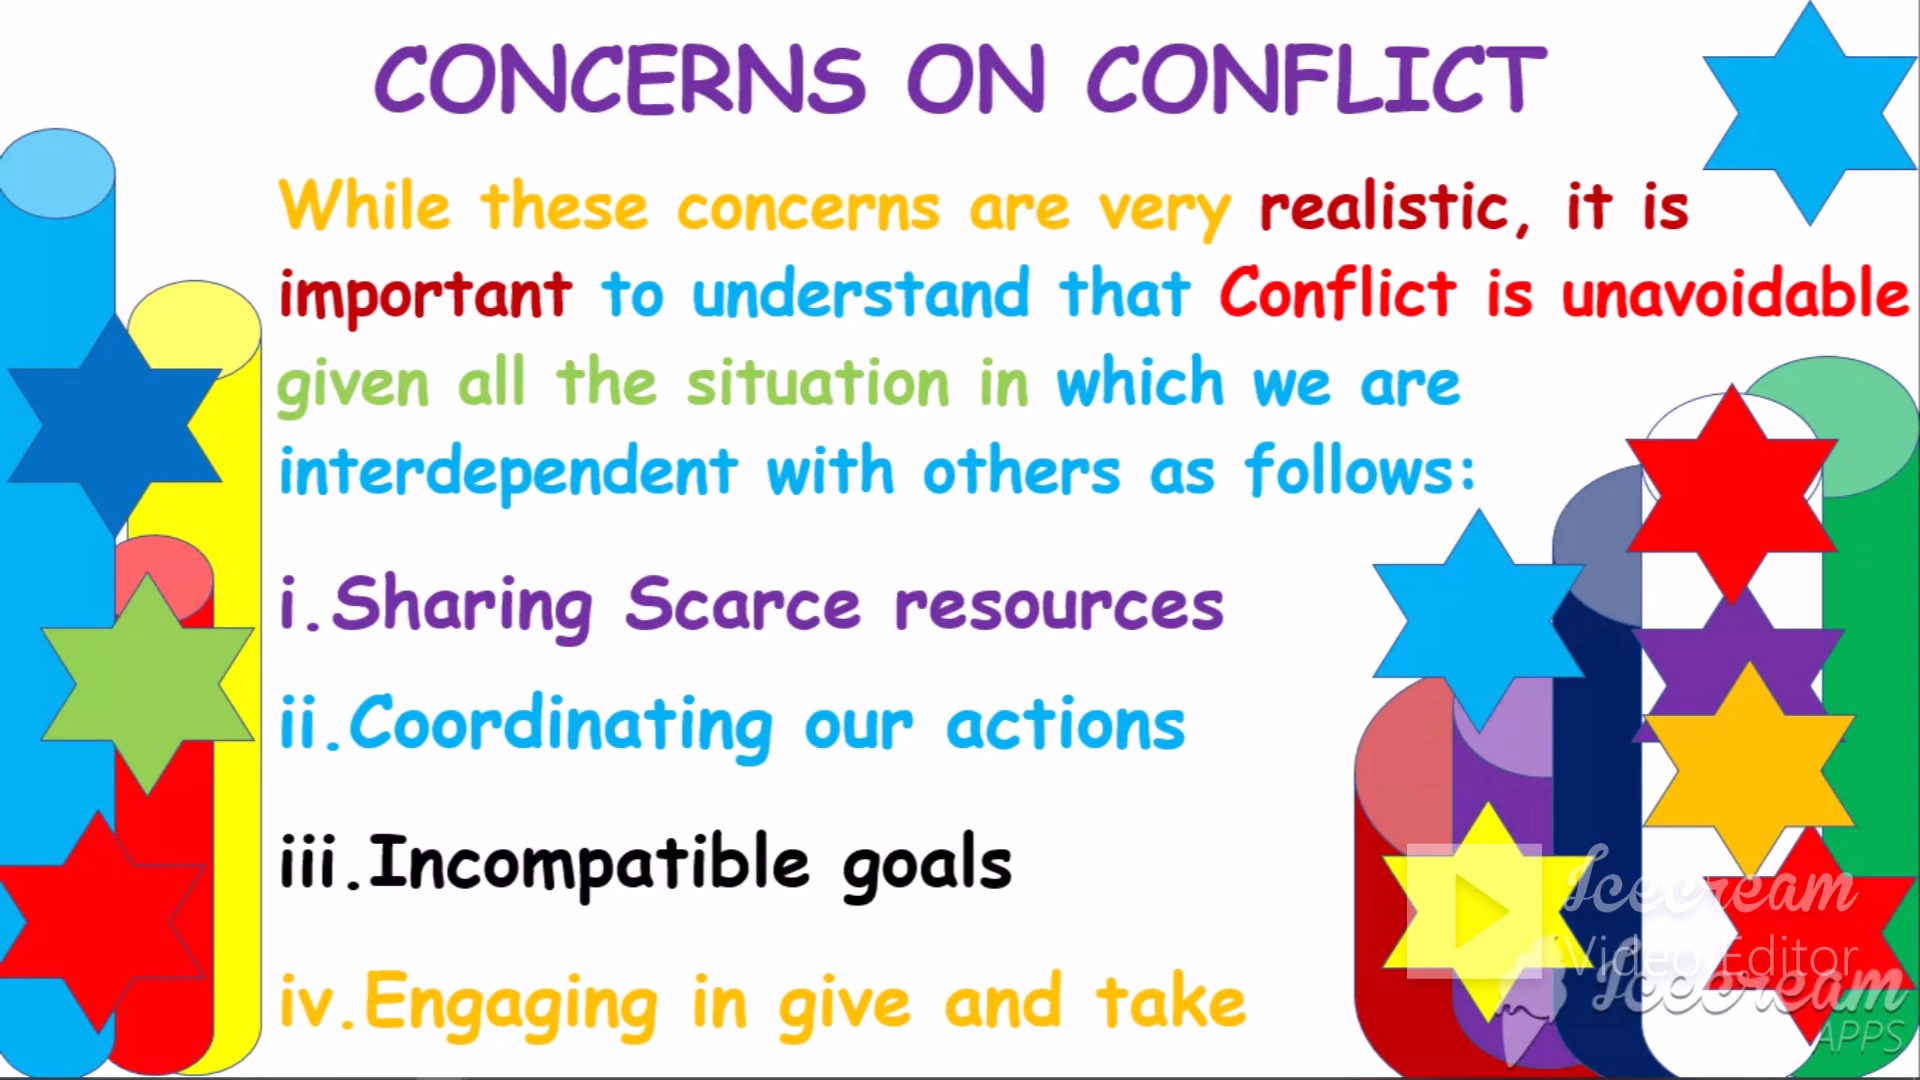 CONCERNS ON CONFLICT
While these concerns are very realistic, it is
important to understand that Conflict is unavoidable
given all the situation in which we are
interdependent with others as follows:
i.Sharing Scarce resources
ii.Coordinating our actions
iii.Incompatible goals
iv.Engaging in give and take
Icecream
Video Editor
Icecream
APPS